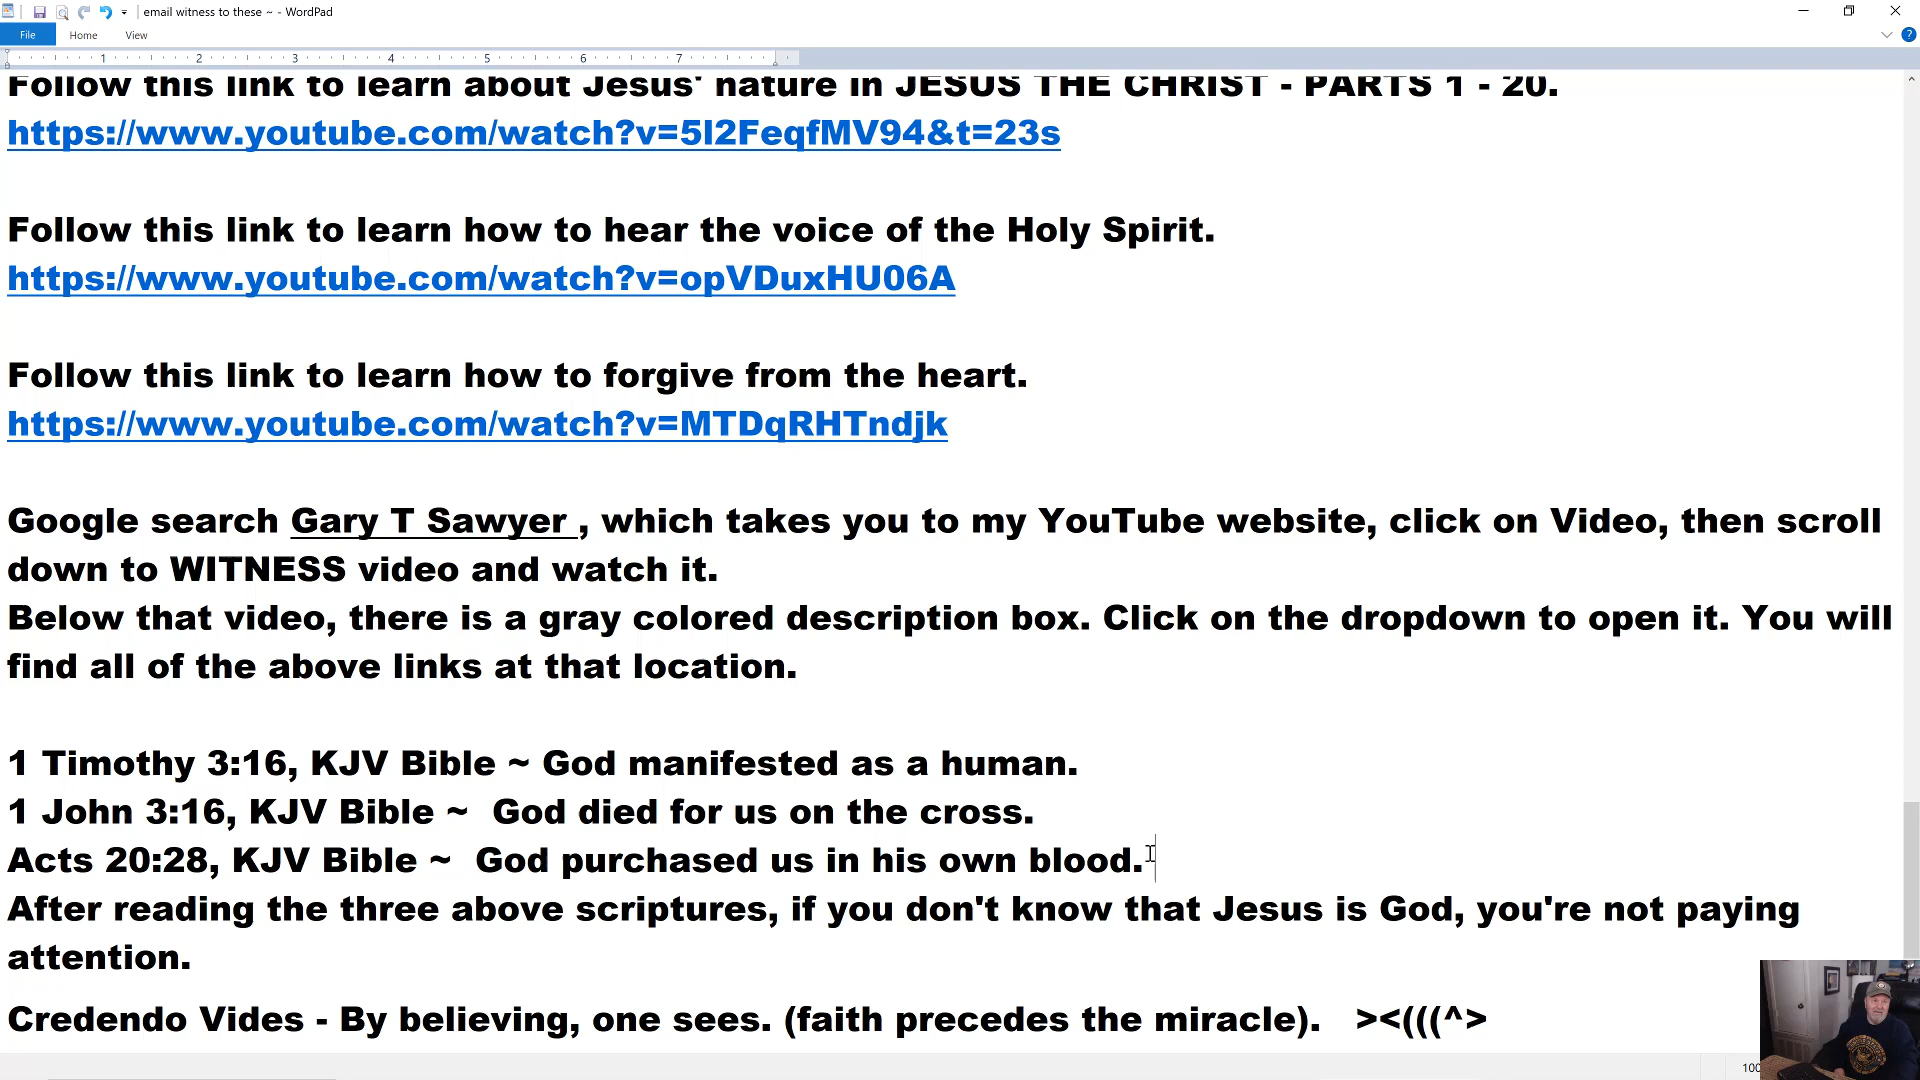 email witness to these ~ - WordPad
File Home View
1 2 3 4 5 6 7
Follow this link to learn about Jesus' nature in JESUS THE CHRIST - PARTS 1 - 20.
https://www.youtube.com/watch?v=5I2FeqfMV94&t=23s
Follow this link to learn how to hear the voice of the Holy Spirit.
https://www.youtube.com/watch?v=opVDuxHU06A
Follow this link to learn how to forgive from the heart.
https://www.youtube.com/watch?v=MTDqRHTndjk
Google search Gary T Sawyer , which takes you to my YouTube website, click on Video, then scroll
down to WITNESS video and watch it.
Below that video, there is a gray colored description box. Click on the dropdown to open it. You will
find all of the above links at that location.
1 Timothy 3:16, KJV Bible ~ God manifested as a human.
1 John 3:16, KJV Bible ~  God died for us on the cross.
Acts 20:28, KJV Bible ~  God purchased us in his own blood.
After reading the three above scriptures, if you don't know that Jesus is God, you're not paying
attention.
Credendo Vides - By believing, one sees. (faith precedes the miracle).   ><(((^>